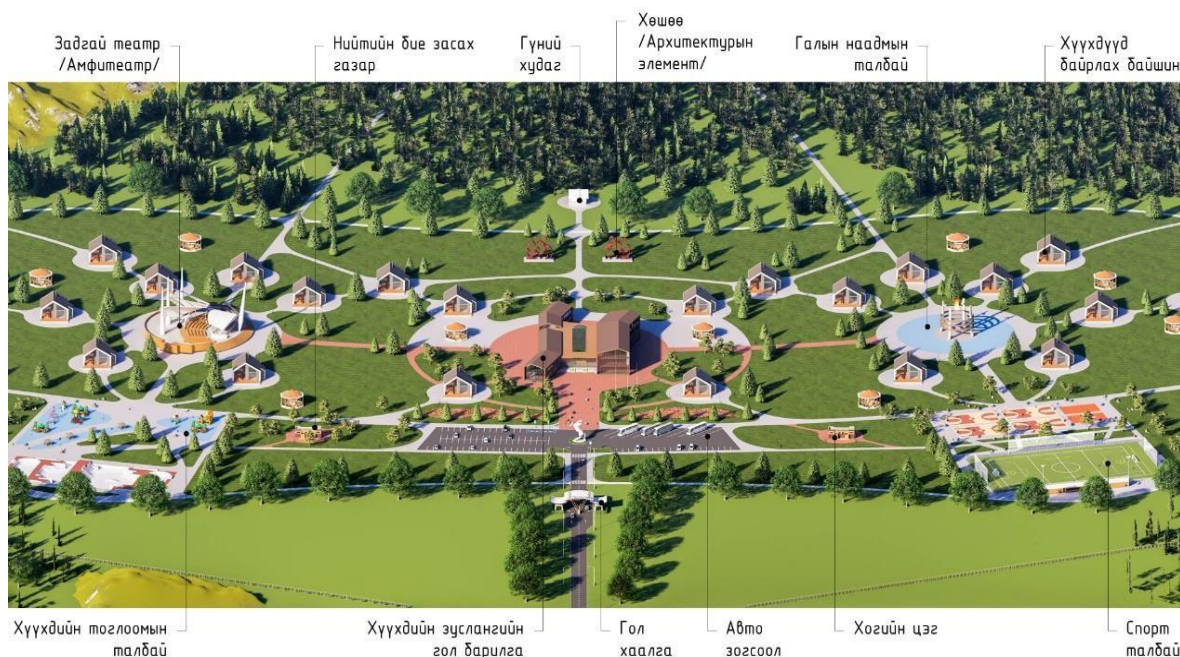 Задгай театр
/Амфитеатр/
Нийтийн бие засах
газар
Гүний
худаг
Хөшөө
/Архитектурын
элемент/
Галын наадмын
талбай
Хүүхдүүд
байрлах байшин
Хүүхдийн тоглоомын
талбай
Хүүхдийн зуслангийн
гол барилга
Гол
хаалга
Авто
зогсоол
Хогийн цэг
Спорт
талбай